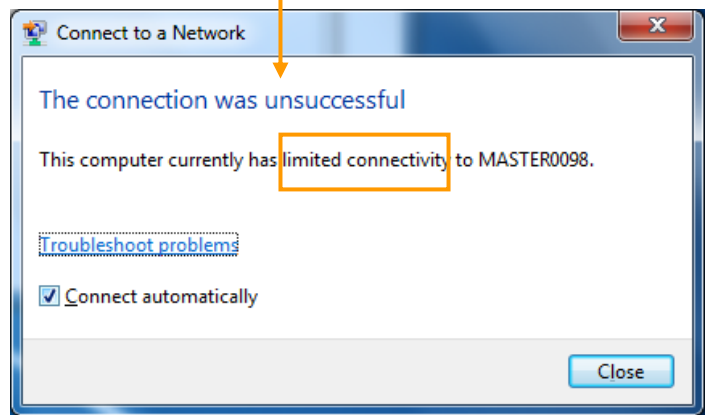 Connect to a Network
The connection was unsuccessful
This computer currently has limited connectivity to MASTER0098.
Troubleshoot problems
Connect automatically
Close